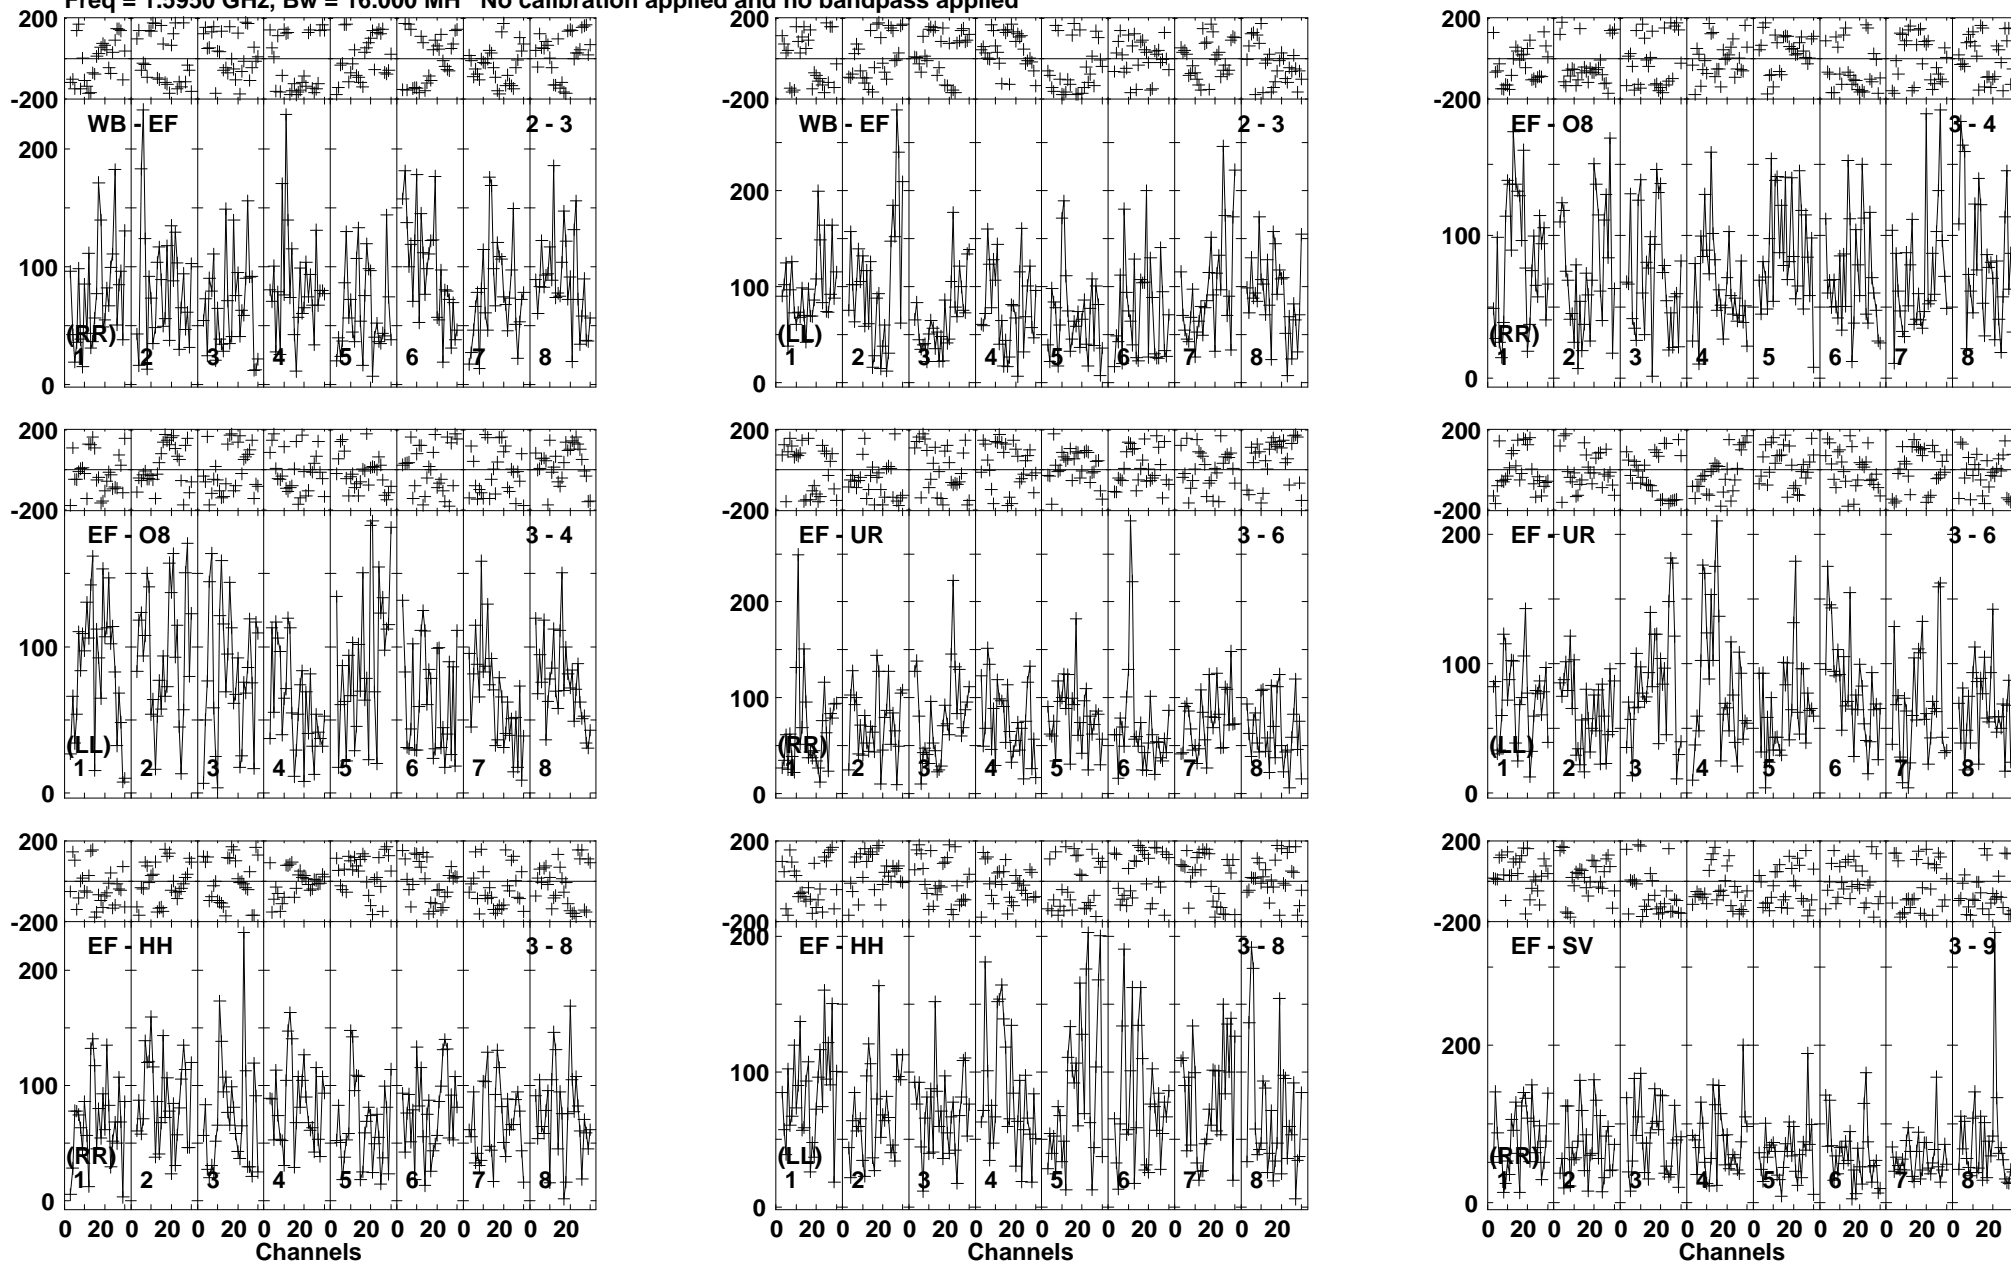 Freq = 1.5950 GHz, Bw = 16.000 MH No calibration applied and no bandpass applied
200 200 200
-200 -200 -200
WB - EF 2 - 3 WB - EF 2 - 3 EF - O8 3 - 4
200 200
100 100 100
(RR) (LL) (RR)
1 2 3 4 5 6 7 8 1 2 3 4 5 6 7 8 1 2 3 4 5 6 7 8
0 0 0
200 200 200
-200 -200 -200
EF - O8 3 - 4 EF - UR 3 - 6 EF - UR 3 - 6
200 200
100 100 100
(LL) (RR) (LL)
1 2 3 4 5 6 7 8 1 2 3 4 5 6 7 8 1 2 3 4 5 6 7 8
0 0 0
200 200 200
-200 -200 -200
EF - HH 3 - 8 EF - HH 3 - 8 EF - SV 3 - 9
200 200 200
100 100
(RR) (LL) (RR)
1 2 3 4 5 6 7 8 1 2 3 4 5 6 7 8 1 2 3 4 5 6 7 8
0 0 0
0 20 0 20 0 20 0 20 0 20 0 20 0 20 0 20 0 20 0 20 0 20 0 20 0 20 0 20 0 20 0 20 0 20 0 20 0 20 0 20 0 20 0 20 0 20 0 20
Channels Channels Channels